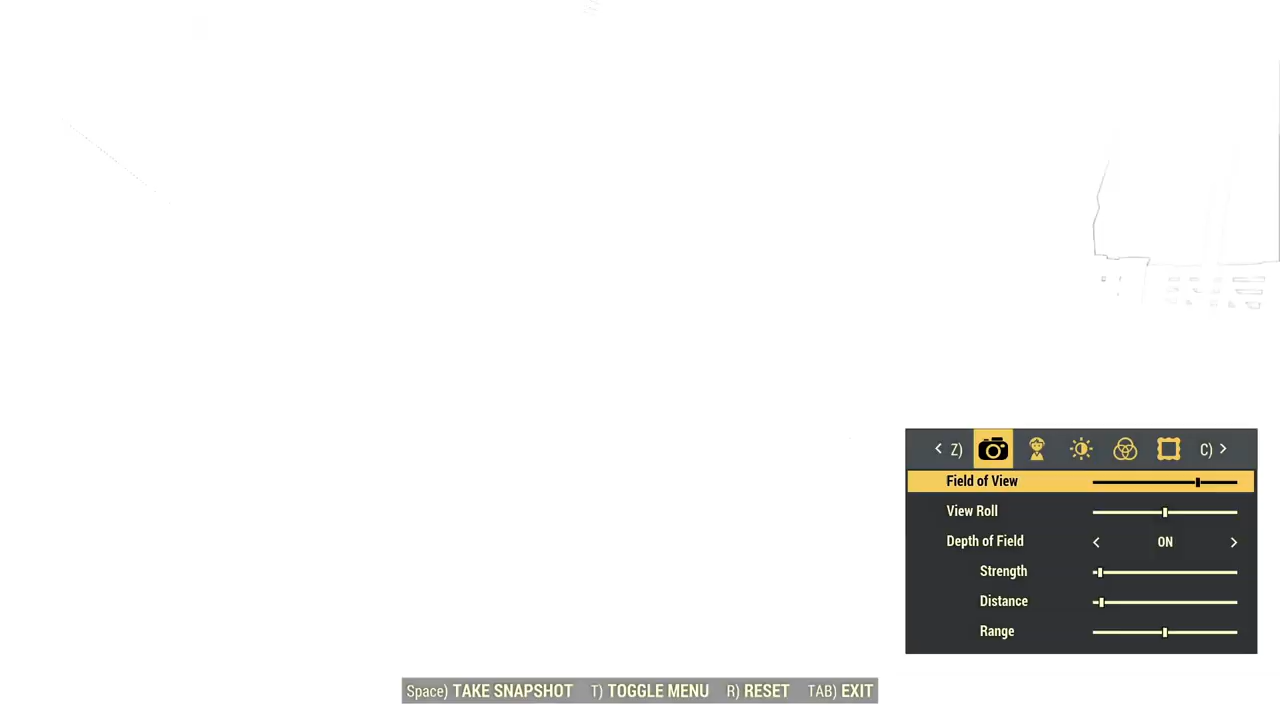 Z) C)
Field of View
View Roll
Depth of Field ON
Strength
Distance
Range
Space) TAKE SNAPSHOT T) TOGGLE MENU R) RESET TAB) EXIT